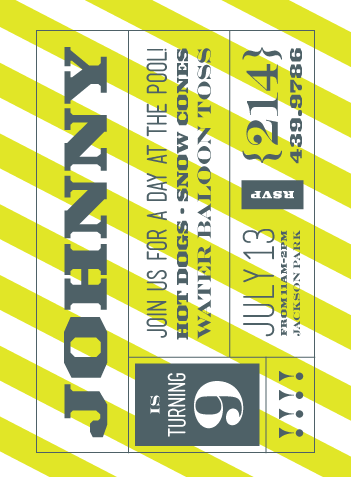 JOHNNY
IS
TURNING
9
JOIN US FOR A DAY AT THE POOL!
HOT DOGS • SNOW CONES
WATER BALOON TOSS
!!!!
JULY 13
FROM 11AM-2PM
JACKSON PARK
RSVP
{214}
439.9786